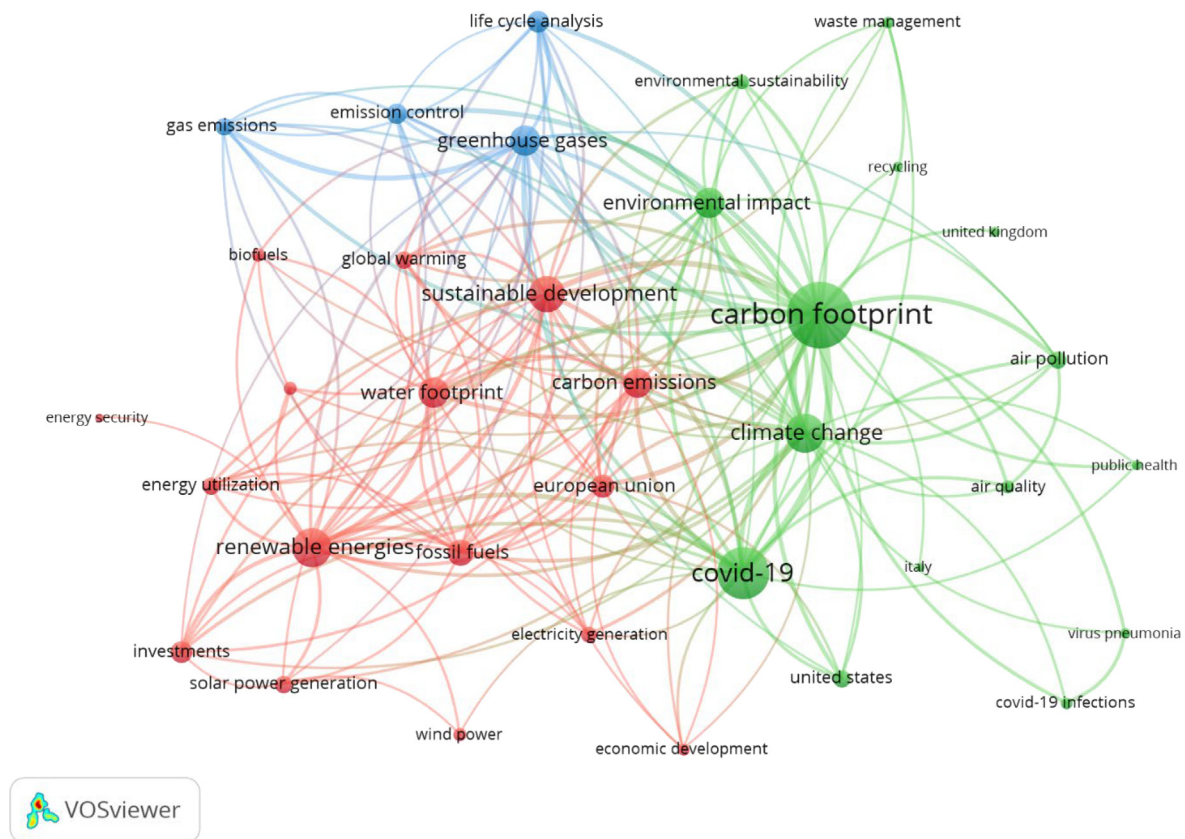 life cycle analysis
waste management
environmental sustainability
emission control
gas emissions
greenhouse gases
recycling
environmental impact
united kingdom
biofuels
global warming
sustainable development
carbon footprint
air pollution
carbon emissions
water footprint
energy security
climate change
public health
energy utilization
european union
air quality
renewable energies
fossil fuels
italy
covid-19
electricity generation
virus pneumonia
investments
united states
solar power generation
covid-19 infections
wind power
economic development
VOSviewer